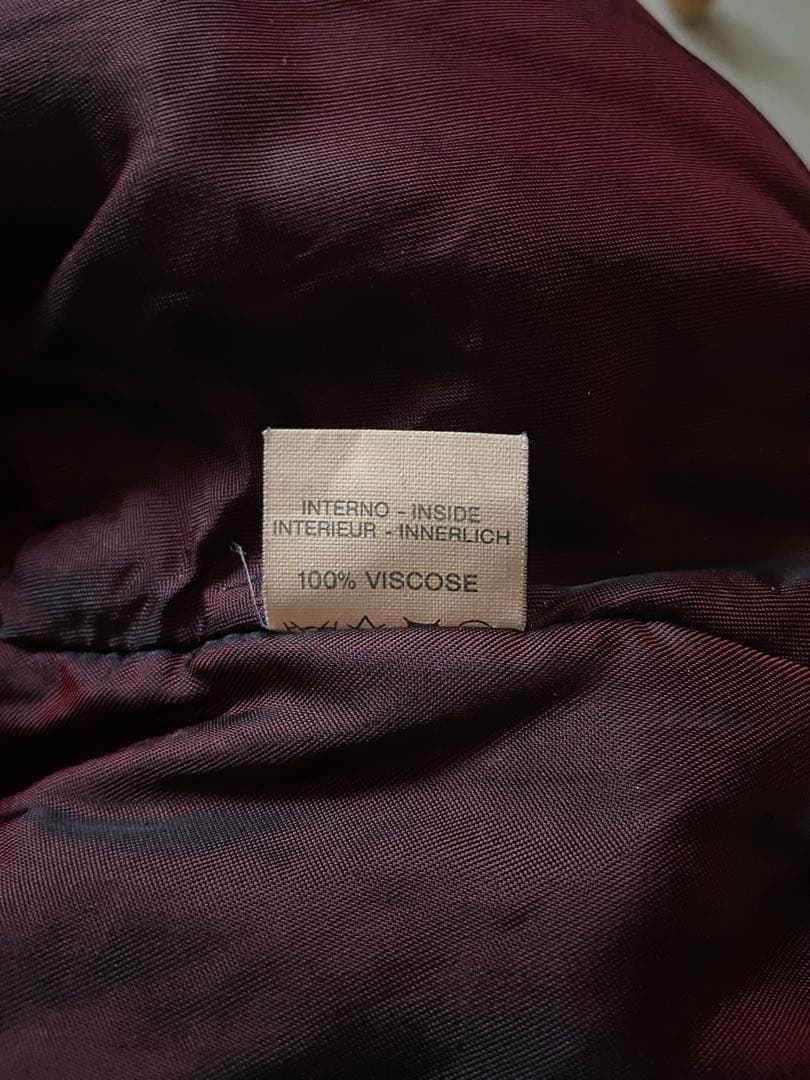 INTERNO - INSIDE
INTERIEUR - INNERLICH
100% VISCOSE